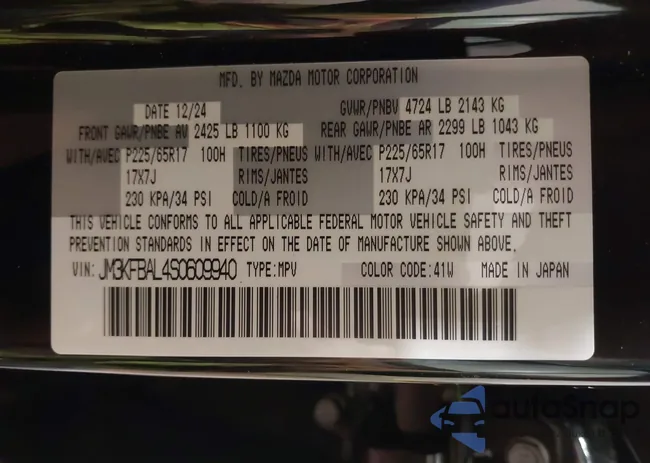 MFD. BY MAZDA MOTOR CORPORATION
DATE 12/24 GVWR/PNBV 4724 LB 2143 KG
FRONT GAWR/PNBE AV 2425 LB 1100 KG REAR GAWR/PNBE AR 2299 LB 1043 KG
WITH/AVEC P225/65R17 100H TIRES/PNEUS WITH/AVEC P225/65R17 100H TIRES/PNEUS
17X7J RIMS/JANTES 17X7J RIMS/JANTES
230 KPA/34 PSI COLD/A FROID 230 KPA/34 PSI COLD/A FROID
THIS VEHICLE CONFORMS TO ALL APPLICABLE FEDERAL MOTOR VEHICLE SAFETY AND THEFT
PREVENTION STANDARDS IN EFFECT ON THE DATE OF MANUFACTURE SHOWN ABOVE.
VIN: JM3KFBAL4S0609940 TYPE:MPV COLOR CODE:41W MADE IN JAPAN
autoSnap